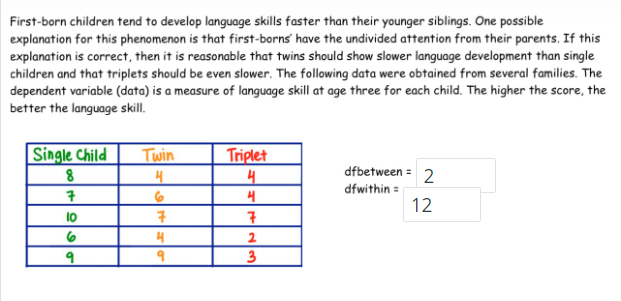 First-born children tend to develop language skills faster than their younger siblings. One possible
explanation for this phenomenon is that first-borns' have the undivided attention from their parents. If this
explanation is correct, then it is reasonable that twins should show slower language development than single
children and that triplets should be even slower. The following data were obtained from several families. The
dependent variable (data) is a measure of language skill at age three for each child. The higher the score, the
better the language skill.
Single Child Twin Triplet
8 4 4
7 6 4
10 7 7
6 4 2
9 9 3
dfbetween = 2
dfwithin = 12